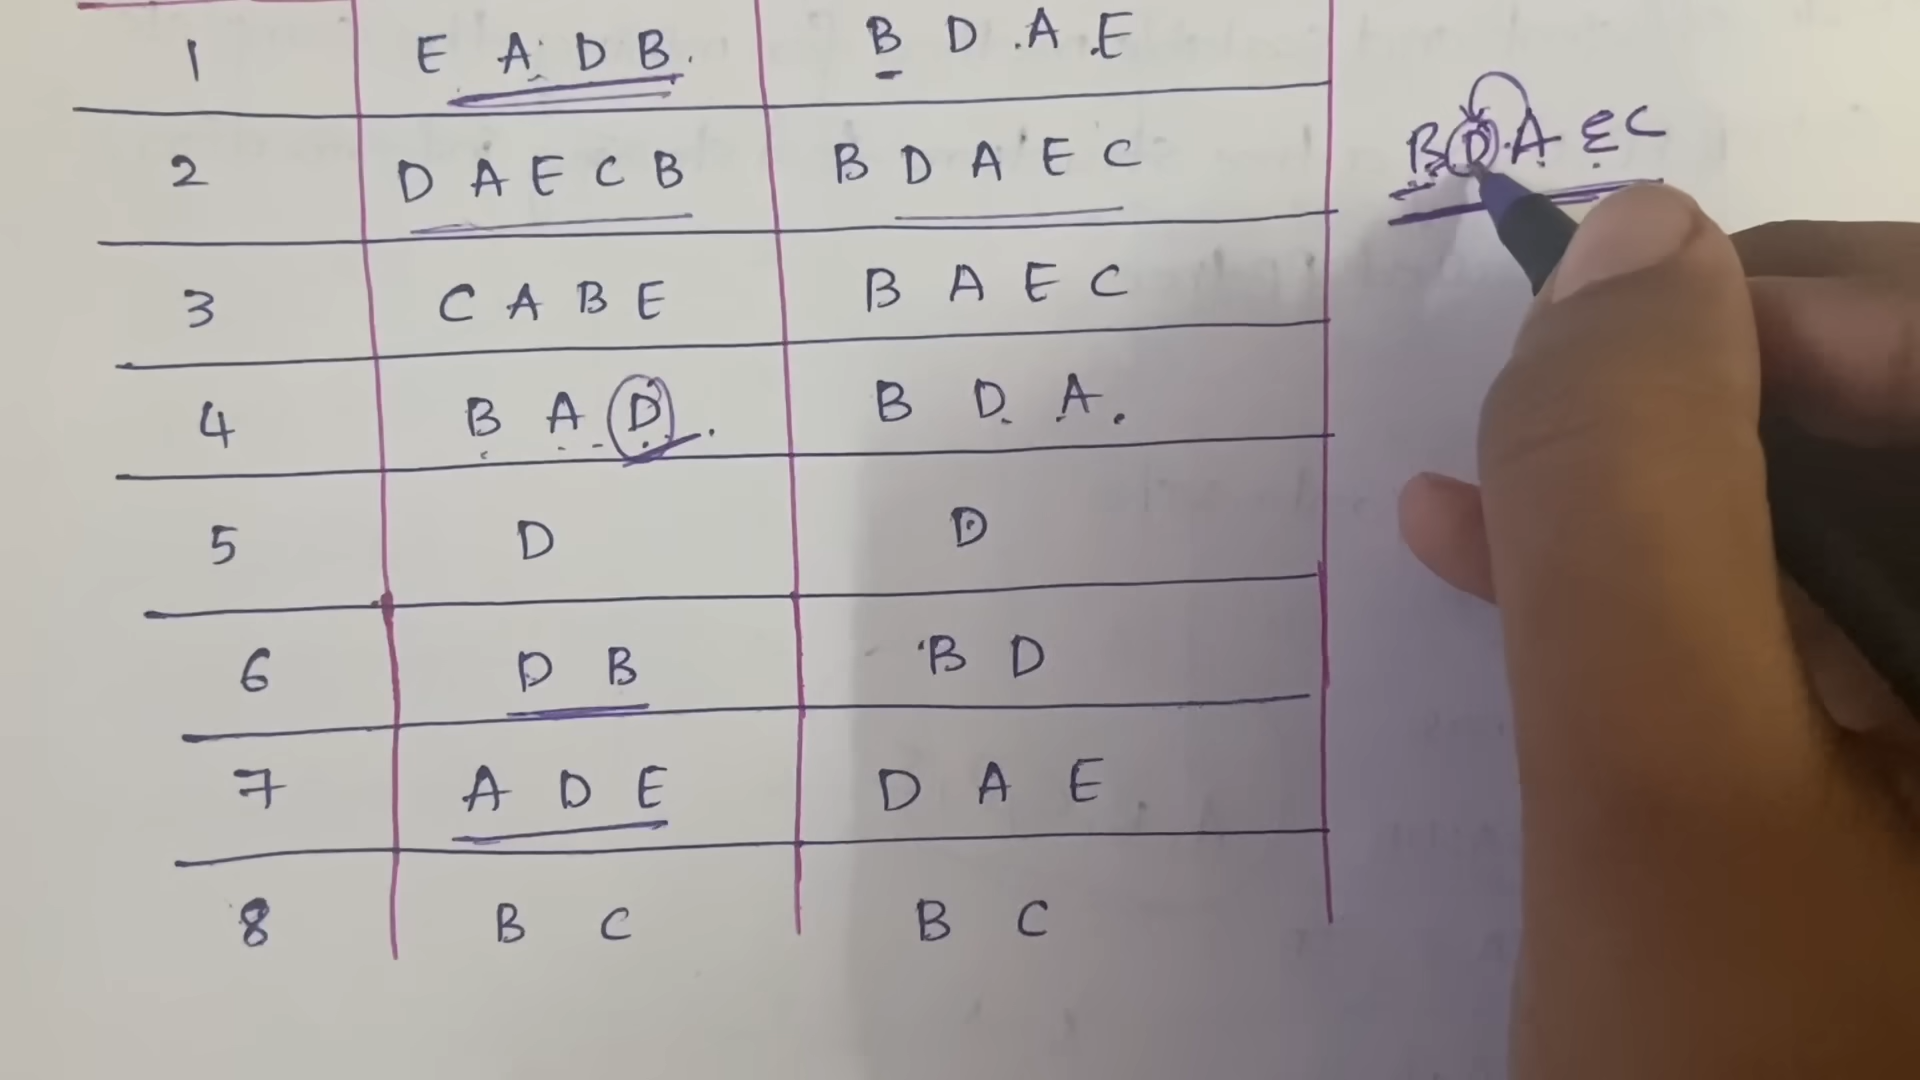 1 E A D B. B D .A .E
B D .A E C
2 D A E C B B D A E C
3 C A B E B A E C
4 B A D . B D A .
5 D D
6 D B B D
7 A D E D A E
8 B C B C